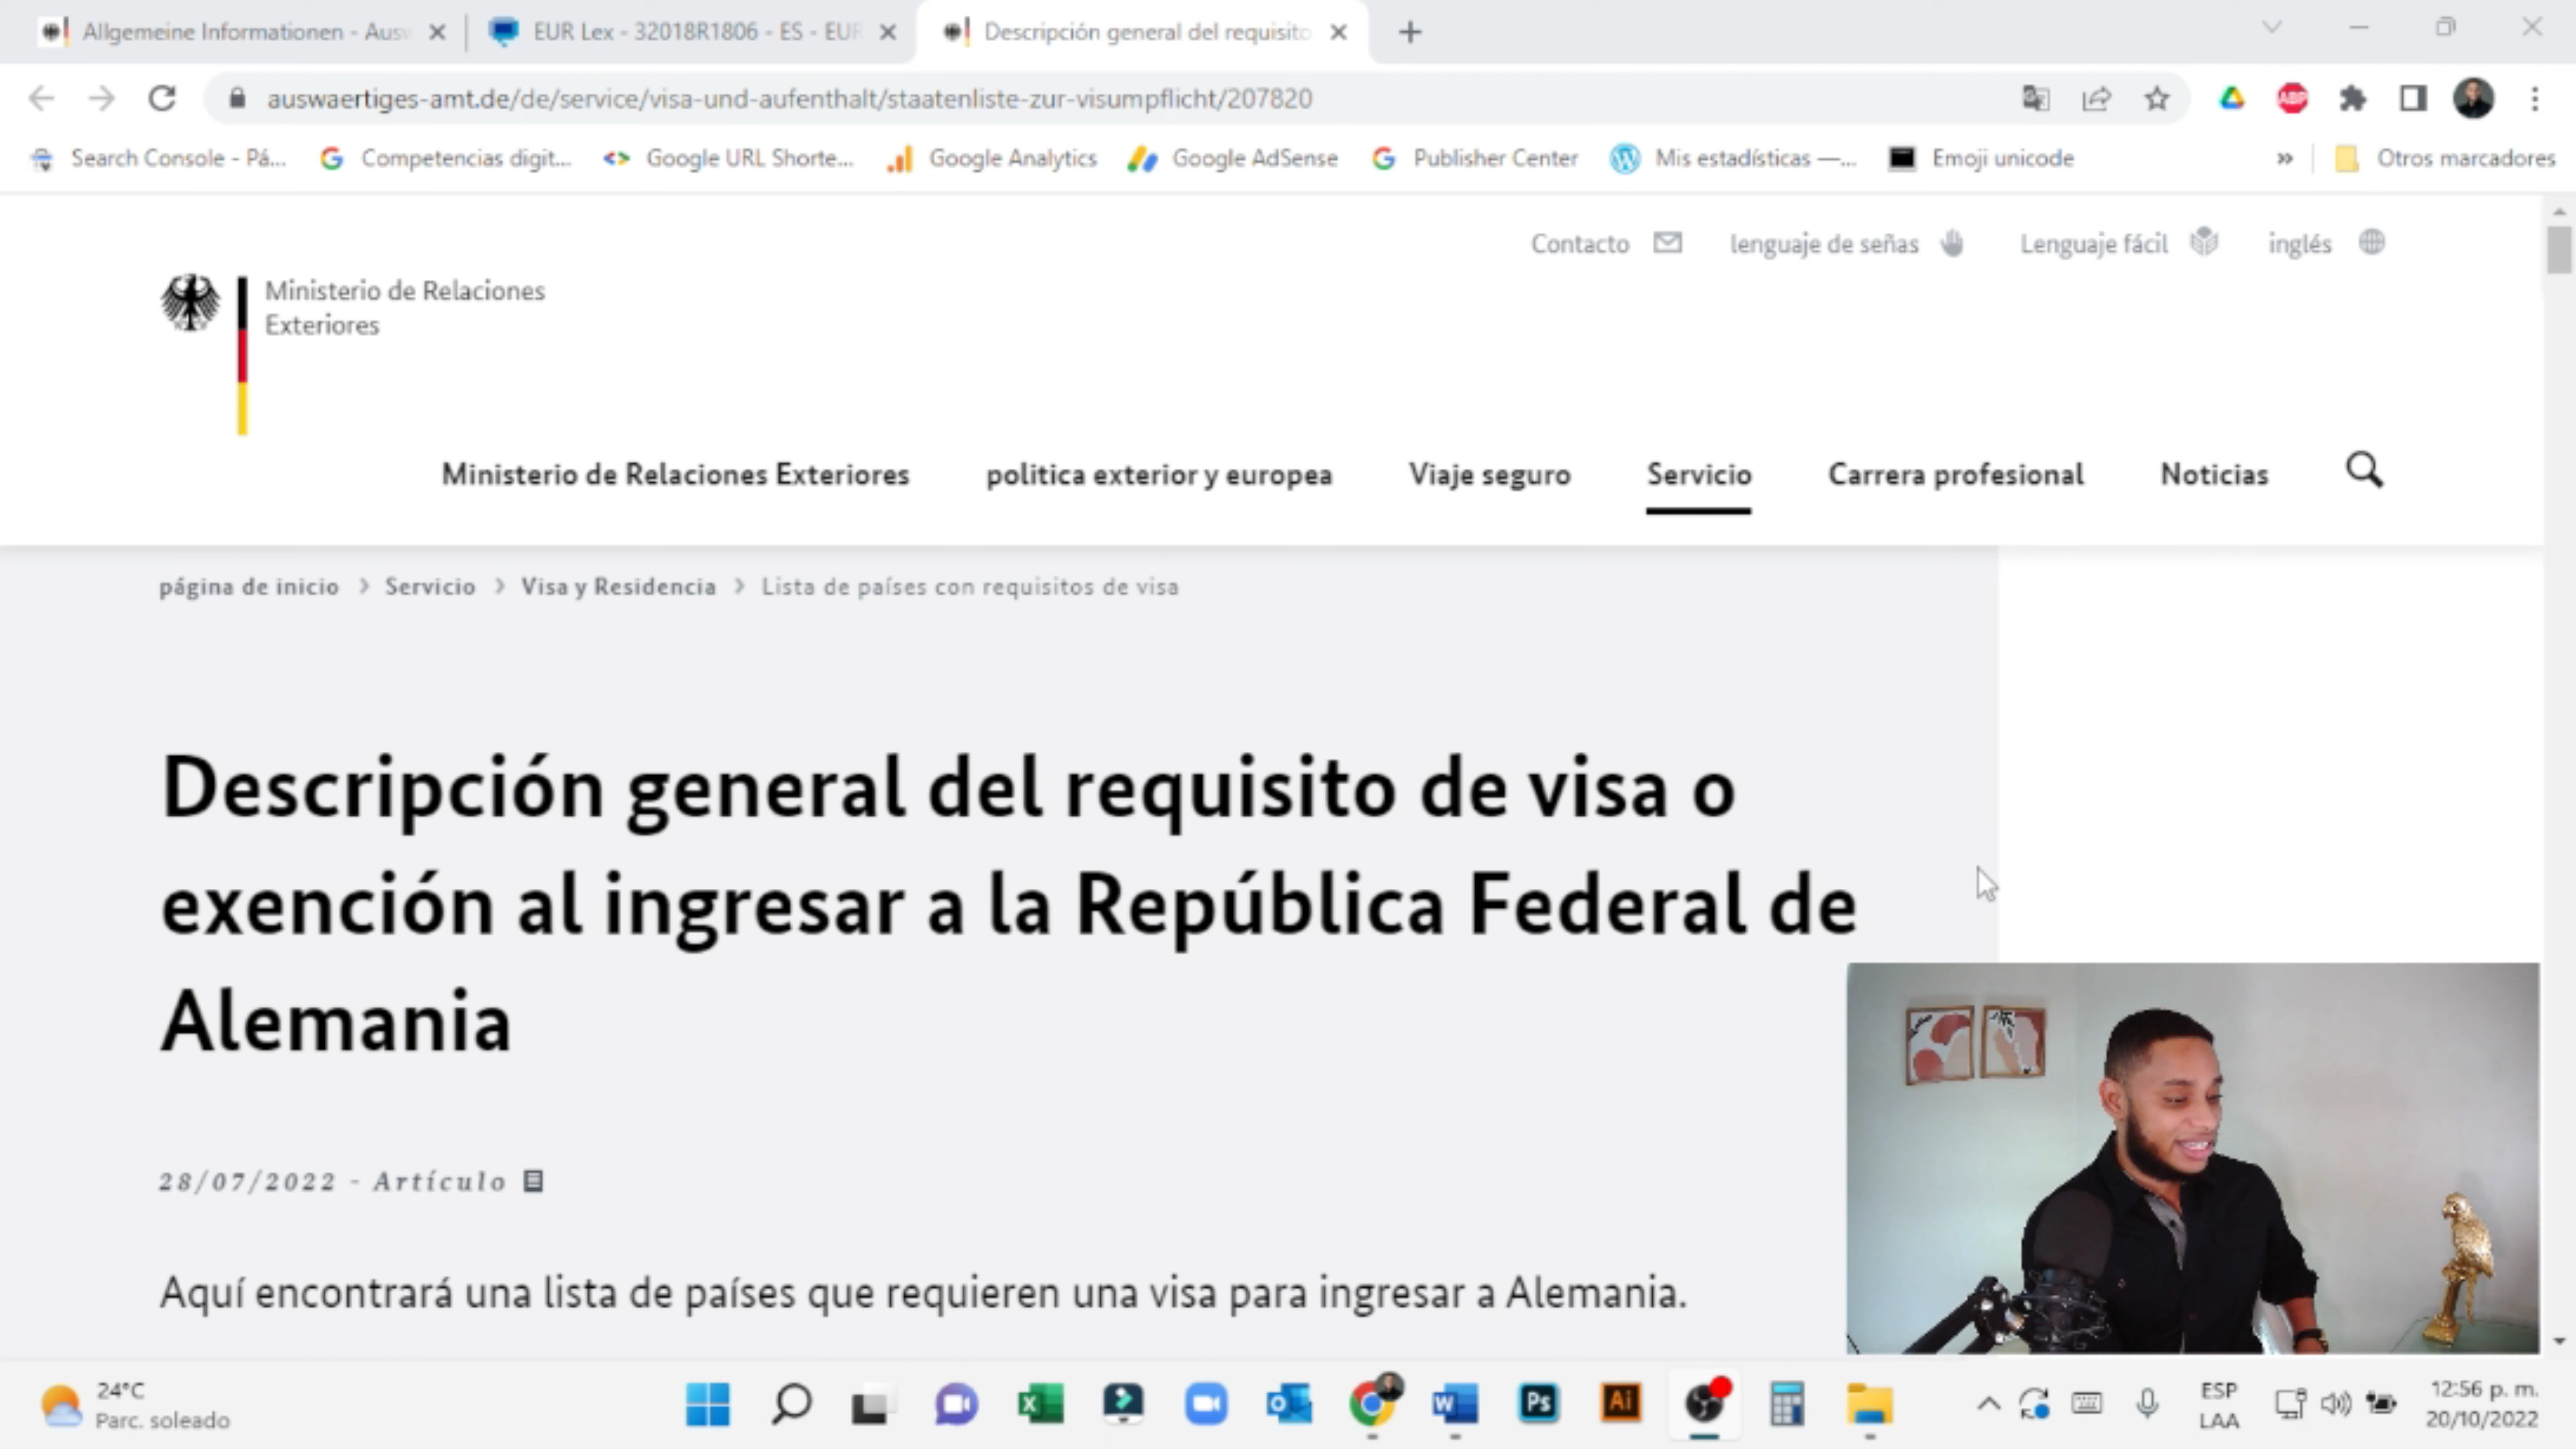 Allgemeine Informationen - Ausw
EUR Lex - 32018R1806 - ES - EUR
Descripción general del requisito
auswaertiges-amt.de/de/service/visa-und-aufenthalt/staatenliste-zur-visumpflicht/207820
ABP
Search Console - Pá...
Competencias digit...
Google URL Shorte...
Google Analytics
Google AdSense
Publisher Center
Mis estadísticas —...
Emoji unicode
»
Otros marcadores
Contacto
lenguaje de señas
Lenguaje fácil
inglés
Ministerio de Relaciones
Exteriores
Ministerio de Relaciones Exteriores
politica exterior y europea
Viaje seguro
Servicio
Carrera profesional
Noticias
página de inicio > Servicio > Visa y Residencia > Lista de países con requisitos de visa
Descripción general del requisito de visa o
exención al ingresar a la República Federal de
Alemania
28/07/2022 - Artículo
Aquí encontrará una lista de países que requieren una visa para ingresar a Alemania.
24°C
Parc. soleado
Ps
Ai
ESP
LAA
12:56 p. m.
20/10/2022